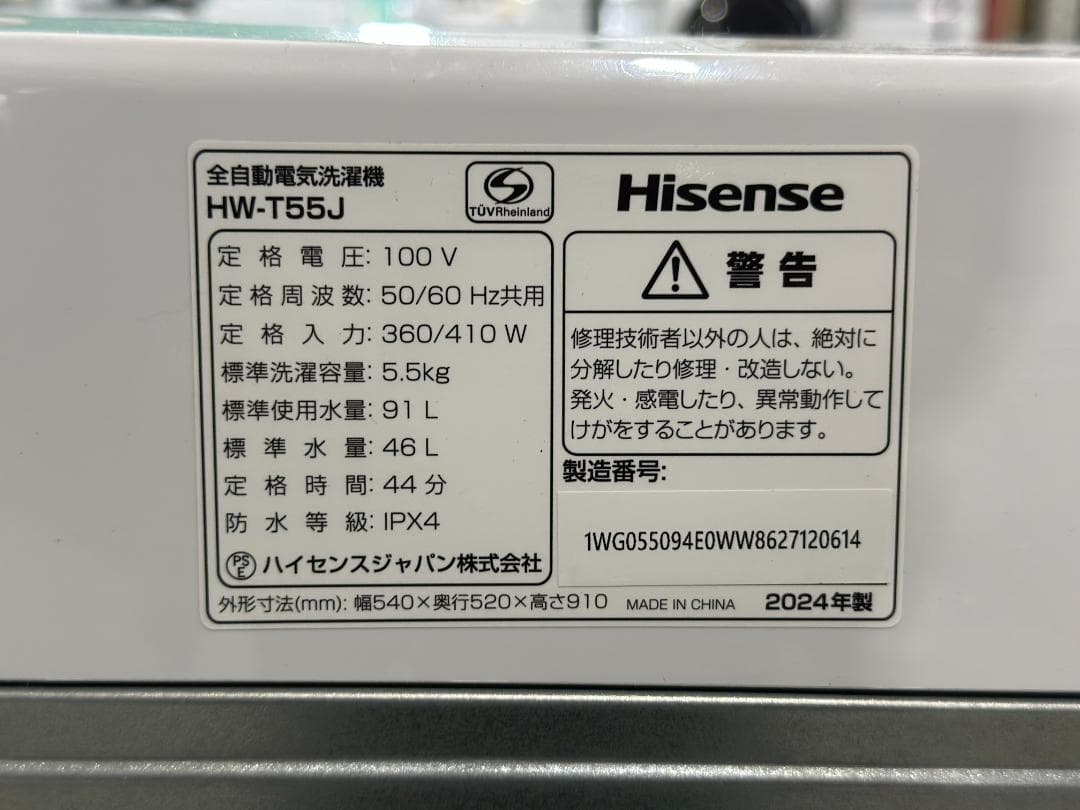 全自動電気洗濯機
HW-T55J
TÜVRheinland
Hisense
定格電圧: 100 V
定格周波数: 50/60 Hz共用
定格入力: 360/410 W
標準洗濯容量: 5.5kg
標準使用水量: 91 L
標準水量: 46 L
定格時間: 44 分
防水等級: IPX4
PSE ハイセンスジャパン株式会社
警告
修理技術者以外の人は、絶対に
分解したり修理・改造しない。
発火・感電したり、異常動作して
けがをすることがあります。
製造番号:
1WG055094E0WW8627120614
外形寸法(mm): 幅540×奥行520×高さ910 MADE IN CHINA 2024年製